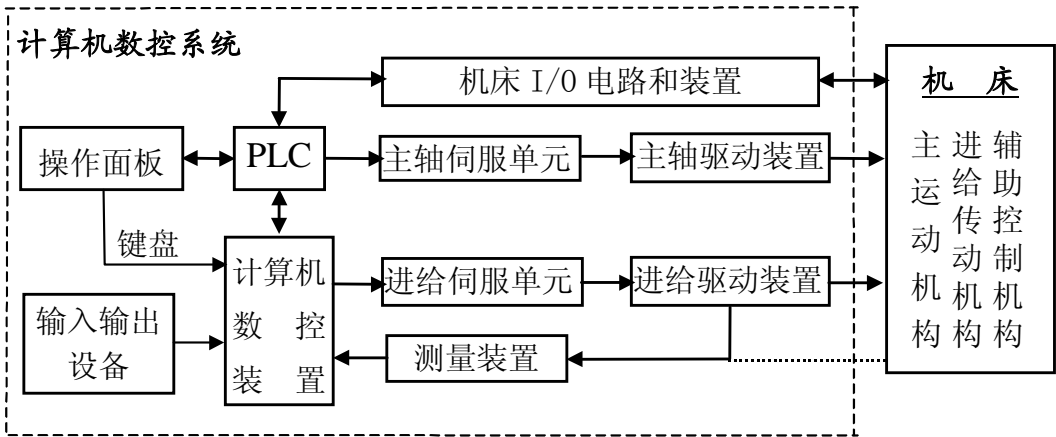 计算机数控系统
机床 I/O 电路和装置
机 床
操作面板
PLC
主轴伺服单元
主轴驱动装置
主运动机构
进给传动机构
辅助控制机构
键盘
计算机
数 控
装 置
进给伺服单元
进给驱动装置
输入输出
设备
测量装置